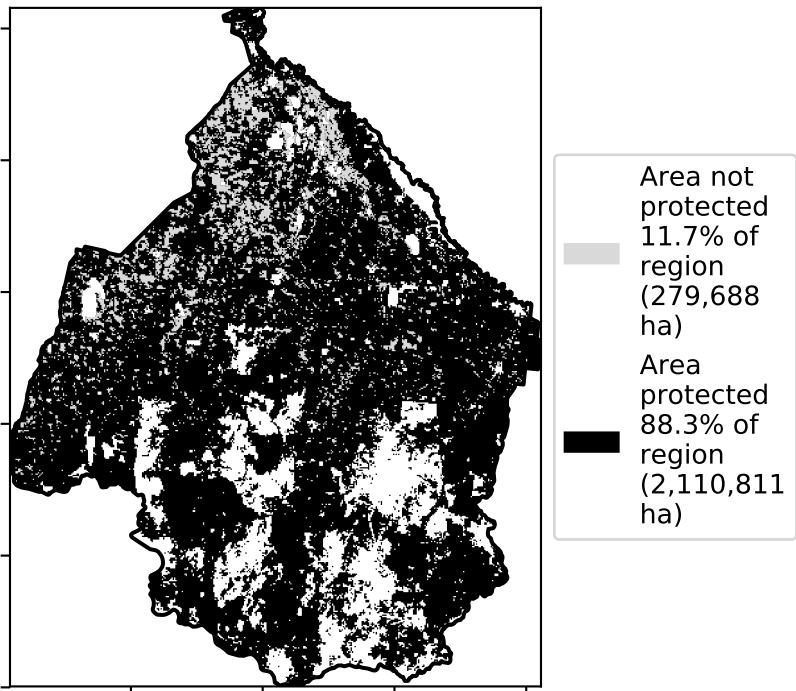 Area not
protected
11.7% of
region
(279,688
ha)
Area
protected
88.3% of
region
(2,110,811
ha)